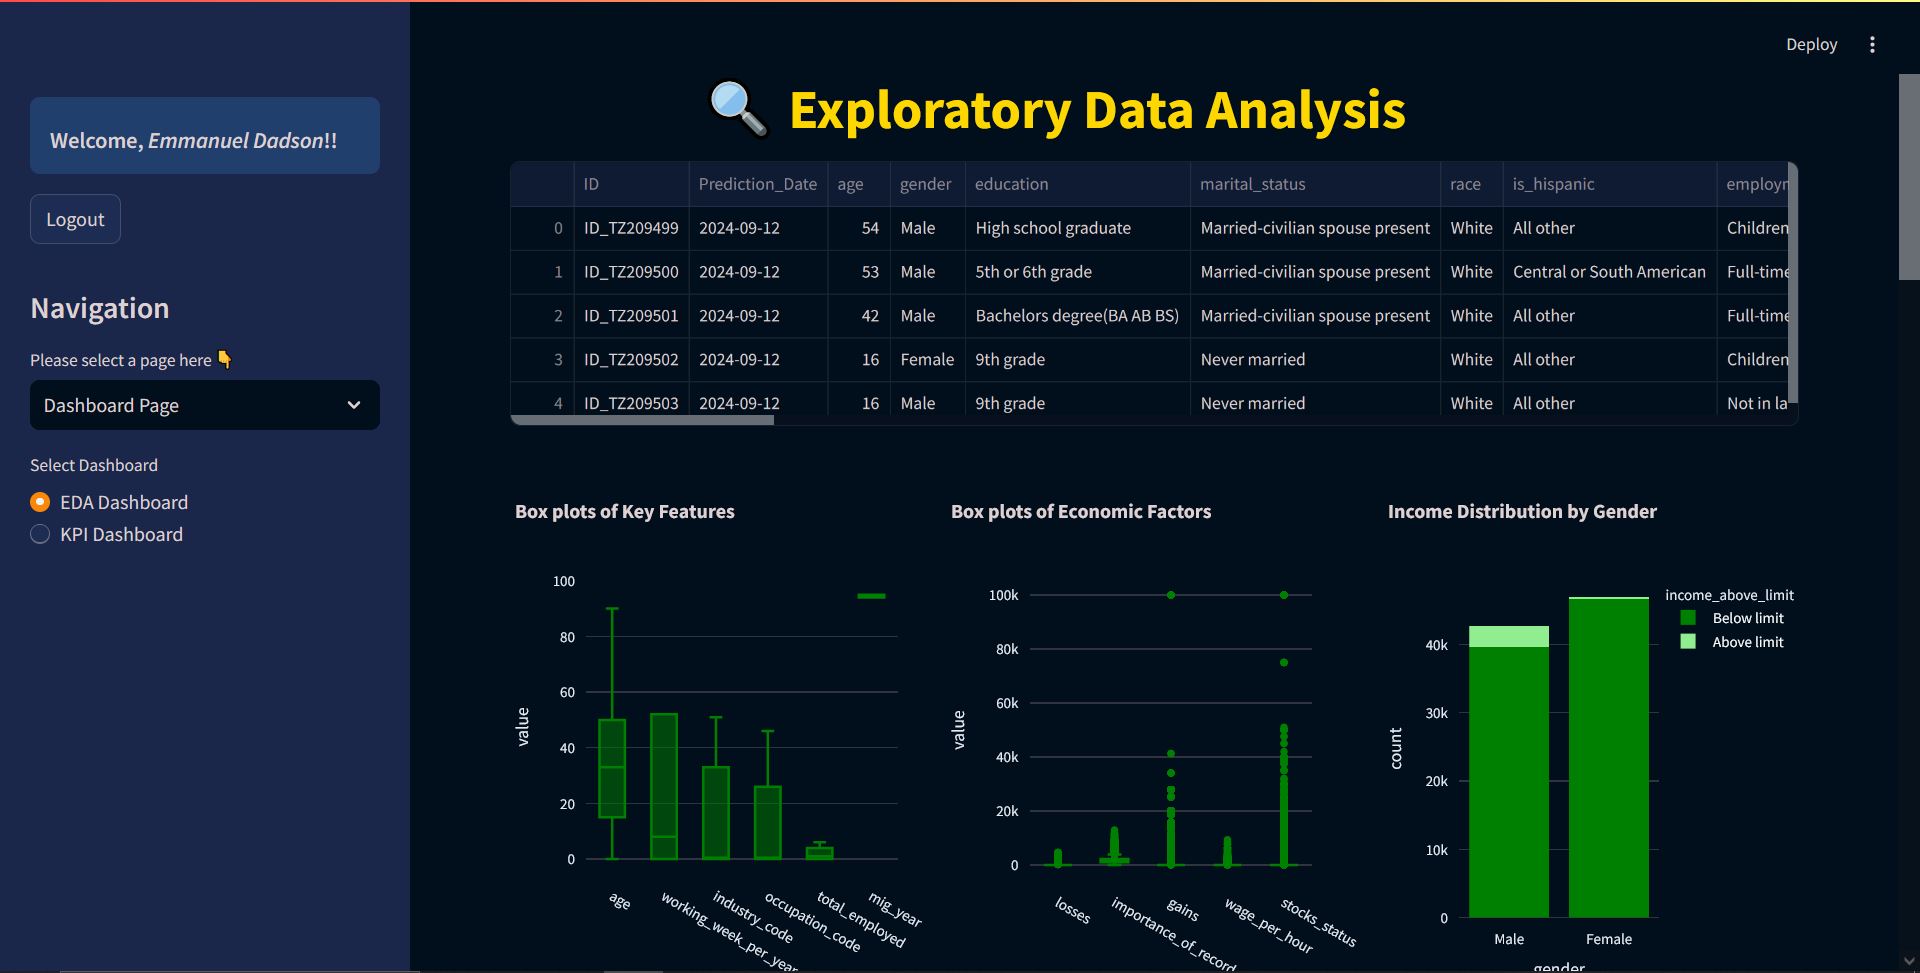 Deploy
Welcome, Emmanuel Dadson!!
Logout
Navigation
Please select a page here
Dashboard Page
Select Dashboard
EDA Dashboard
KPI Dashboard
Exploratory Data Analysis
ID Prediction_Date age gender education marital_status race is_hispanic employm
0 ID_TZ209499 2024-09-12 54 Male High school graduate Married-civilian spouse present White All other Children
1 ID_TZ209500 2024-09-12 53 Male 5th or 6th grade Married-civilian spouse present White Central or South American Full-time
2 ID_TZ209501 2024-09-12 42 Male Bachelors degree(BA AB BS) Married-civilian spouse present White All other Full-time
3 ID_TZ209502 2024-09-12 16 Female 9th grade Never married White All other Children
4 ID_TZ209503 2024-09-12 16 Male 9th grade Never married White All other Not in la
Box plots of Key Features
100
80
60
40
20
0
value
age
working_week_per_year
industry_code
occupation_code
total_employed
mig_year
Box plots of Economic Factors
100k
80k
60k
40k
20k
0
value
losses
importance_of_record
gains
wage_per_hour
stocks_status
Income Distribution by Gender
income_above_limit
Below limit
Above limit
40k
30k
20k
10k
0
count
Male
Female
gender